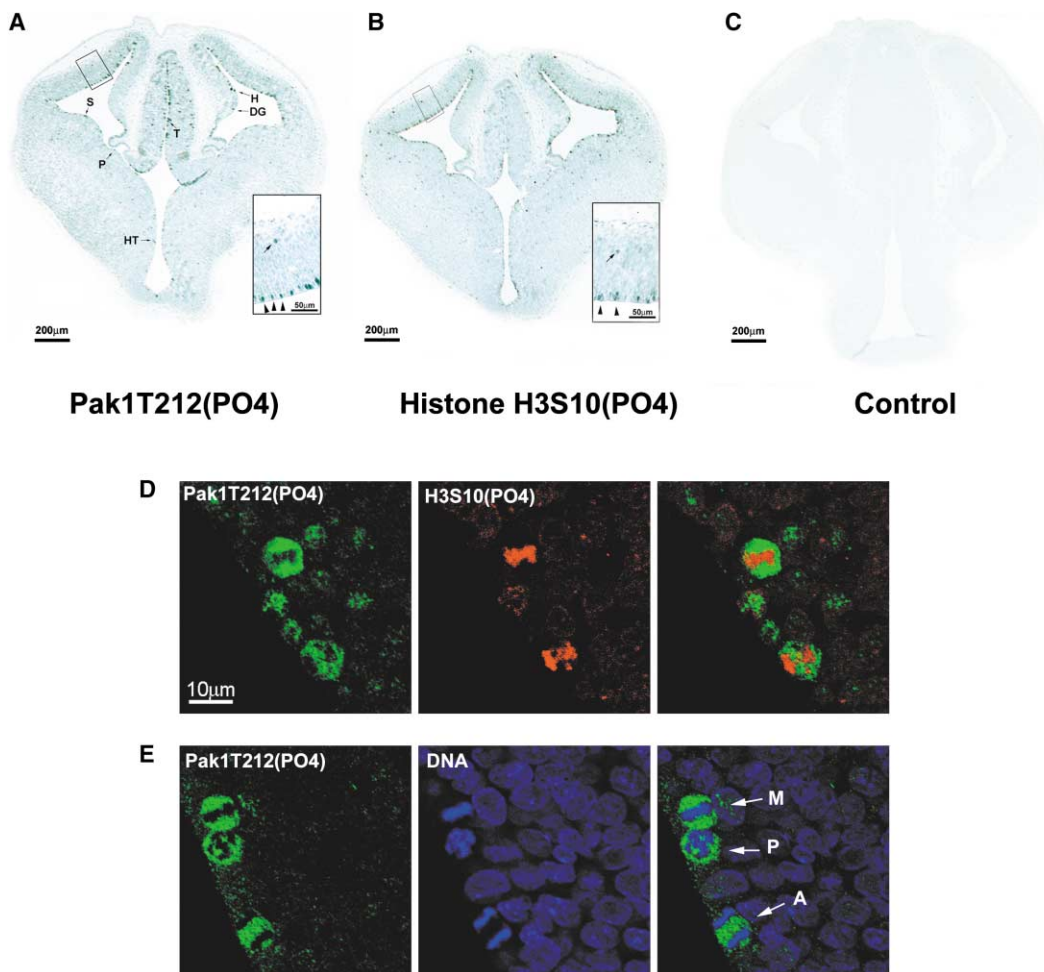 A
B
C
S
H
DG
T
P
HT
50μm
50μm
200μm
200μm
200μm
Pak1T212(PO4)
Histone H3S10(PO4)
Control
D
Pak1T212(PO4)
H3S10(PO4)
10μm
E
Pak1T212(PO4)
DNA
M
P
A